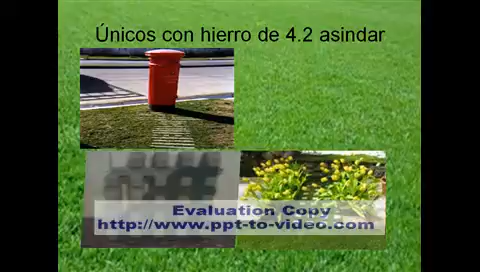 Únicos con hierro de 4.2 asindar
Evaluation Copy
http://www.ppt-to-video.com